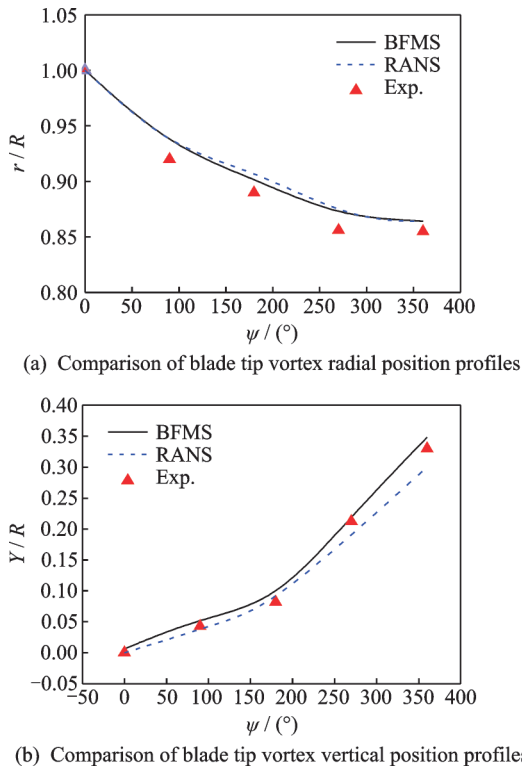 1.05
1.00
0.95
0.90
0.85
0.80
r / R
BFMS
RANS
Exp.
0 50 100 150 200 250 300 350 400
ψ / (°)
(a) Comparison of blade tip vortex radial position profiles
0.40
0.35
0.30
0.25
0.20
0.15
0.10
0.05
0.00
−0.05
Y / R
BFMS
RANS
Exp.
−50 0 50 100 150 200 250 300 350 400
ψ / (°)
(b) Comparison of blade tip vortex vertical position profiles